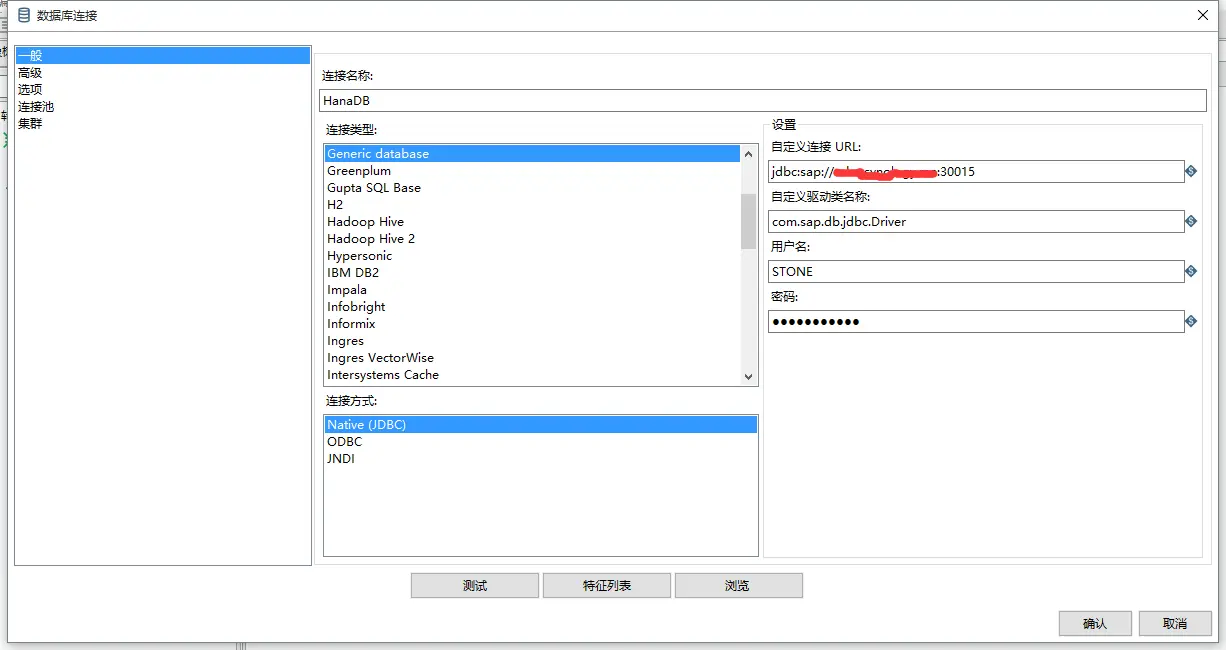 数据库连接
一般
高级
选项
连接池
集群
连接名称:
HanaDB
连接类型:
Generic database
Greenplum
Gupta SQL Base
H2
Hadoop Hive
Hadoop Hive 2
Hypersonic
IBM DB2
Impala
Infobright
Informix
Ingres
Ingres VectorWise
Intersystems Cache
连接方式:
Native (JDBC)
ODBC
JNDI
设置
自定义连接 URL:
jdbc:sap:// :30015
自定义驱动类名称:
com.sap.db.jdbc.Driver
用户名:
STONE
密码:
●●●●●●●●●●●
测试
特征列表
浏览
确认
取消